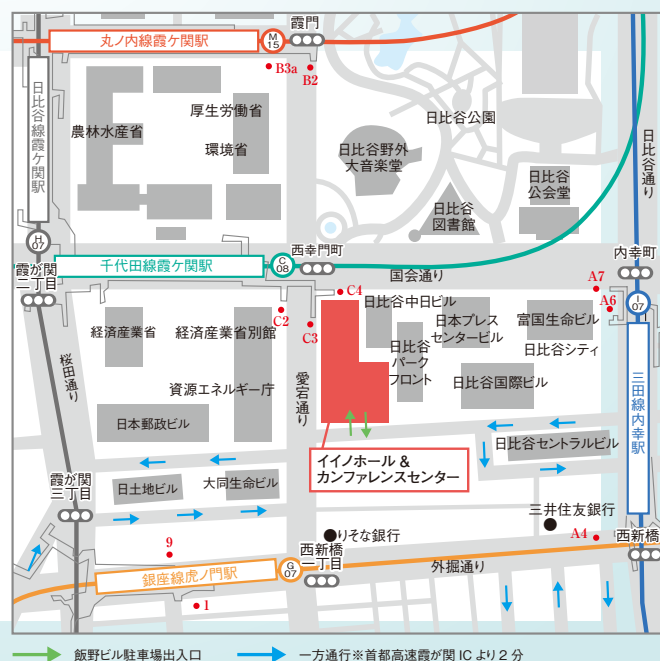 霞門
丸ノ内線霞ケ関駅
M
15
B3a
B2
日比谷線霞ケ関駅
H
07
農林水産省
厚生労働省
環境省
日比谷公園
日比谷野外
大音楽堂
日比谷
公会堂
日比谷
図書館
日比谷通り
西幸門町
千代田線霞ケ関駅
C
08
国会通り
内幸町
霞が関
二丁目
C4
A7
A6
I
07
C2
C3
日比谷中日ビル
日本プレス
センタービル
富国生命ビル
日比谷シティ
経済産業省
経済産業省別館
日比谷
パーク
フロント
日比谷国際ビル
資源エネルギー庁
愛宕通り
桜田通り
三田線内幸駅
日本郵政ビル
日比谷セントラルビル
イイノホール &
カンファレンスセンター
霞が関
三丁目
日土地ビル
大同生命ビル
三井住友銀行
りそな銀行
A4
西新橋
9
西新橋
一丁目
銀座線虎ノ門駅
G
07
外掘通り
1
飯野ビル駐車場出入口
一方通行※首都高速霞が関 IC より 2 分